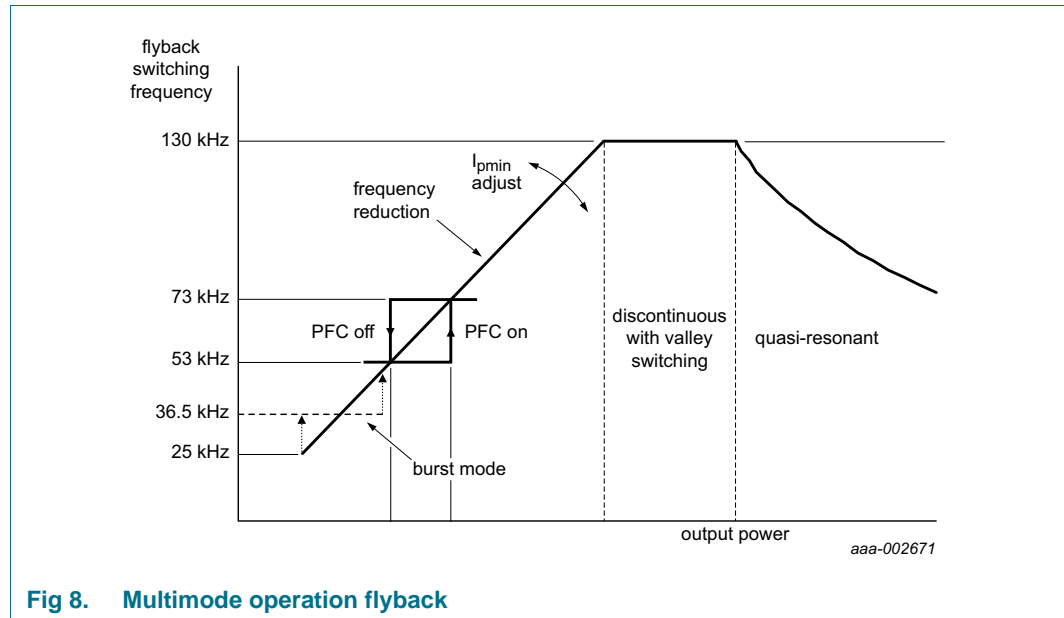 flyback
switching
frequency
130 kHz
I_pmin
adjust
frequency
reduction
73 kHz
PFC off
PFC on
discontinuous
with valley
switching
quasi-resonant
53 kHz
36.5 kHz
25 kHz
burst mode
output power
aaa-002671
Fig 8. Multimode operation flyback